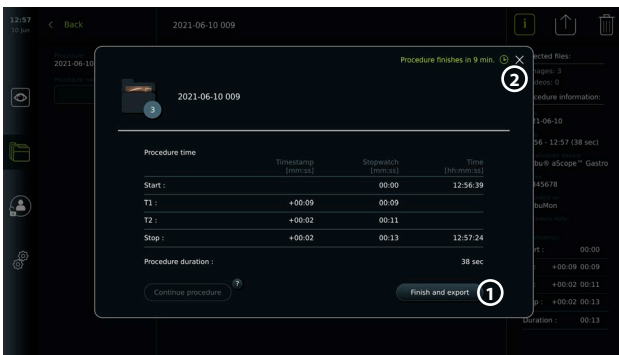 12:57
10 Jun
Back
2021-06-10 009
i
Procedure
2021-06-10
Procedure finishes in 9 min.
2
3
2021-06-10 009
Procedure time
Timestamp
[mm:ss]
Stopwatch
[mm:ss]
Time
[hh:mm:ss]
Start : 00:00 12:56:39
T1 : +00:09 00:09
T2 : +00:02 00:11
Stop : +00:02 00:13 12:57:24
Procedure duration : 38 sec
Continue procedure ?
Finish and export 1
ected files:
ages: 3
deos: 0
cedure information:
1-06-10
56 - 12:57 (38 sec)
bu® aScope™ Gastro
345678
buMon
rt : 00:00
+00:09 00:09
+00:02 00:11
p : +00:02 00:13
Duration : 00:13